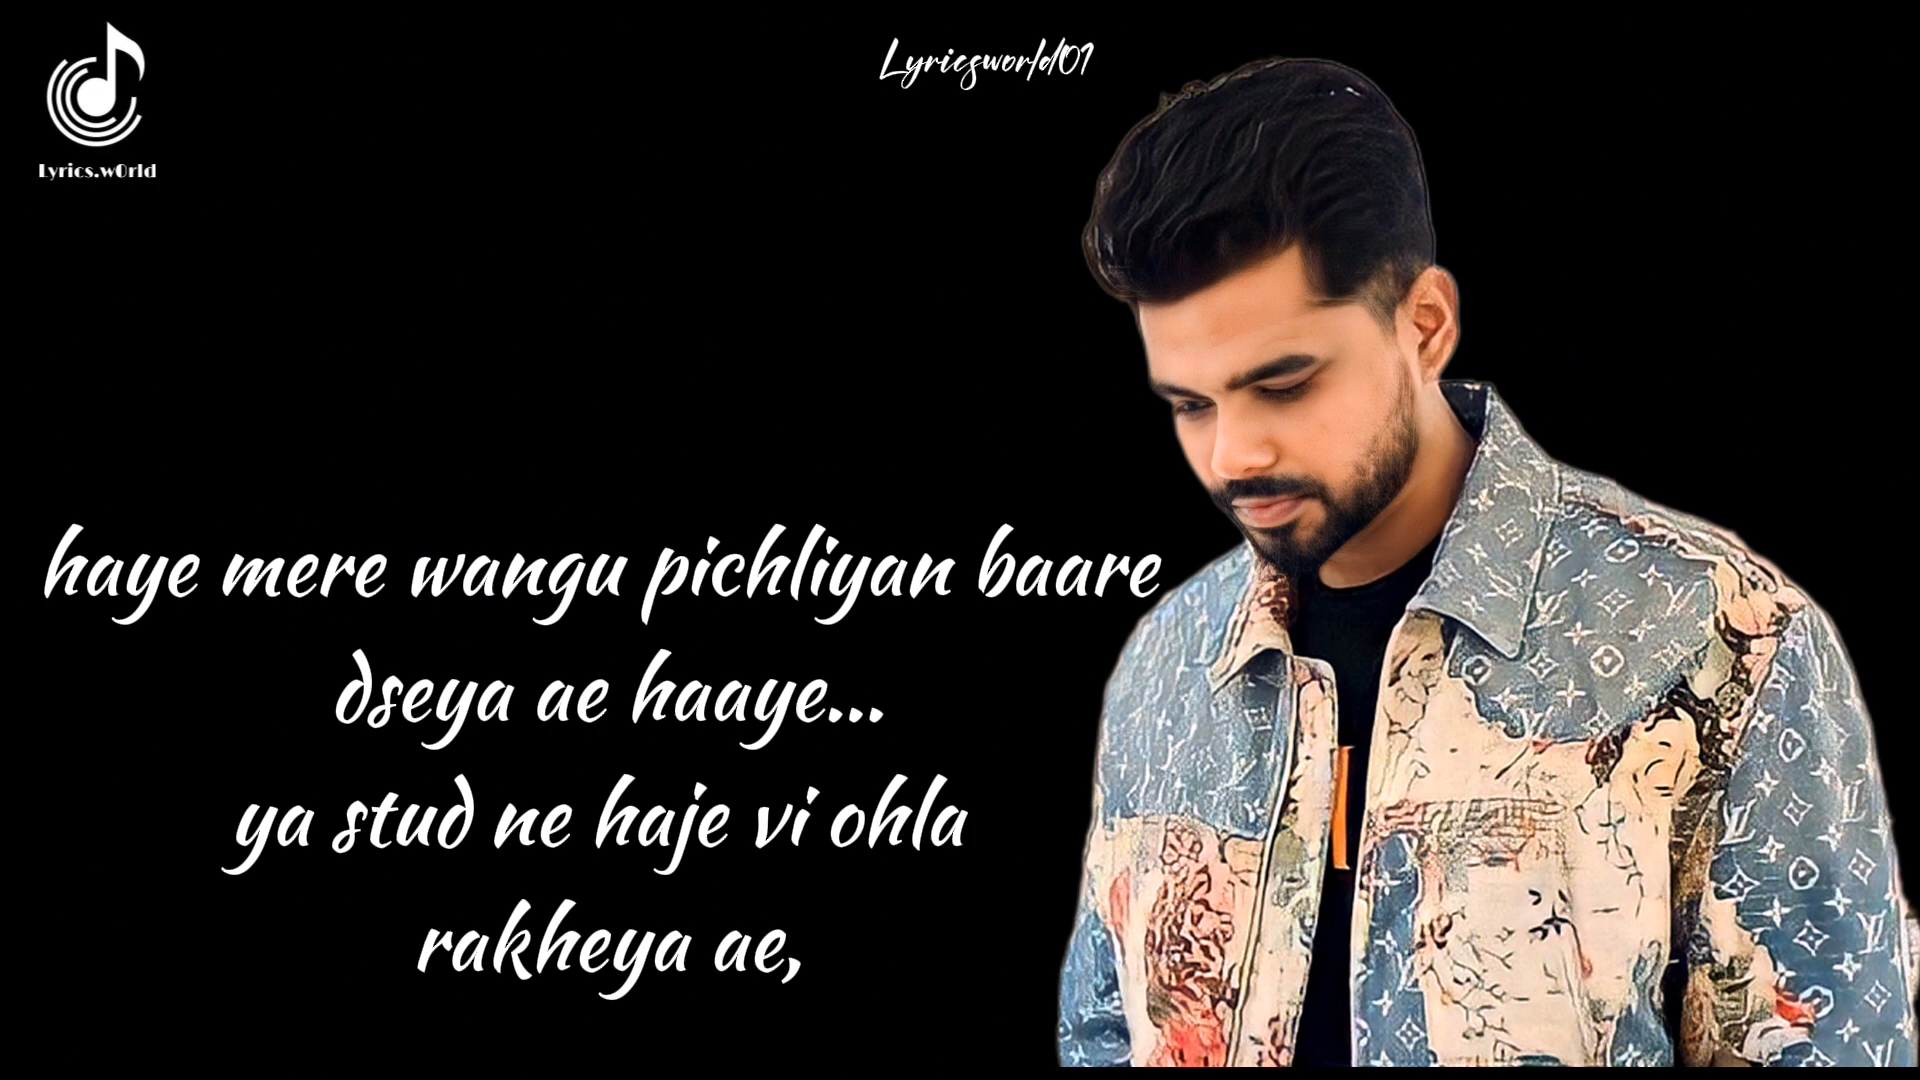 Lyricsworld01
Lyrics.w0rld
haye mere wangu pichliyan baare
dseya ae haaye...
ya stud ne haje vi ohla
rakheya ae,